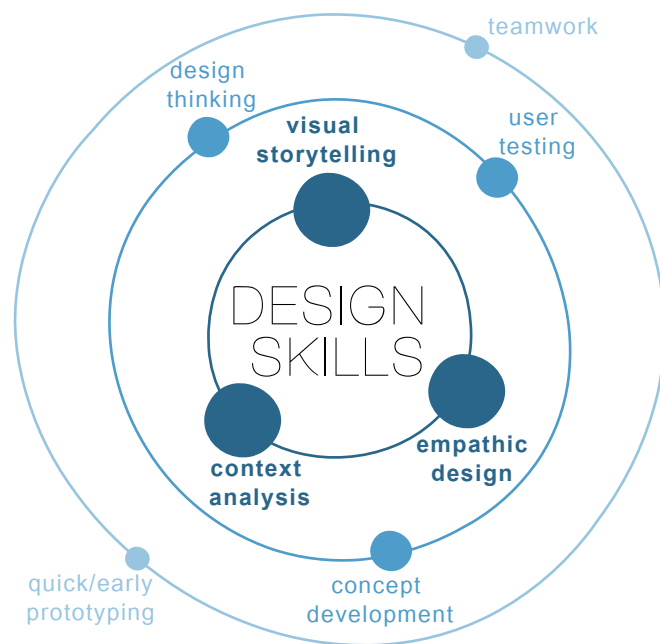 teamwork
design
thinking
user
testing
visual
storytelling
DESIGN
SKILLS
empathic
design
context
analysis
quick/early
prototyping
concept
development